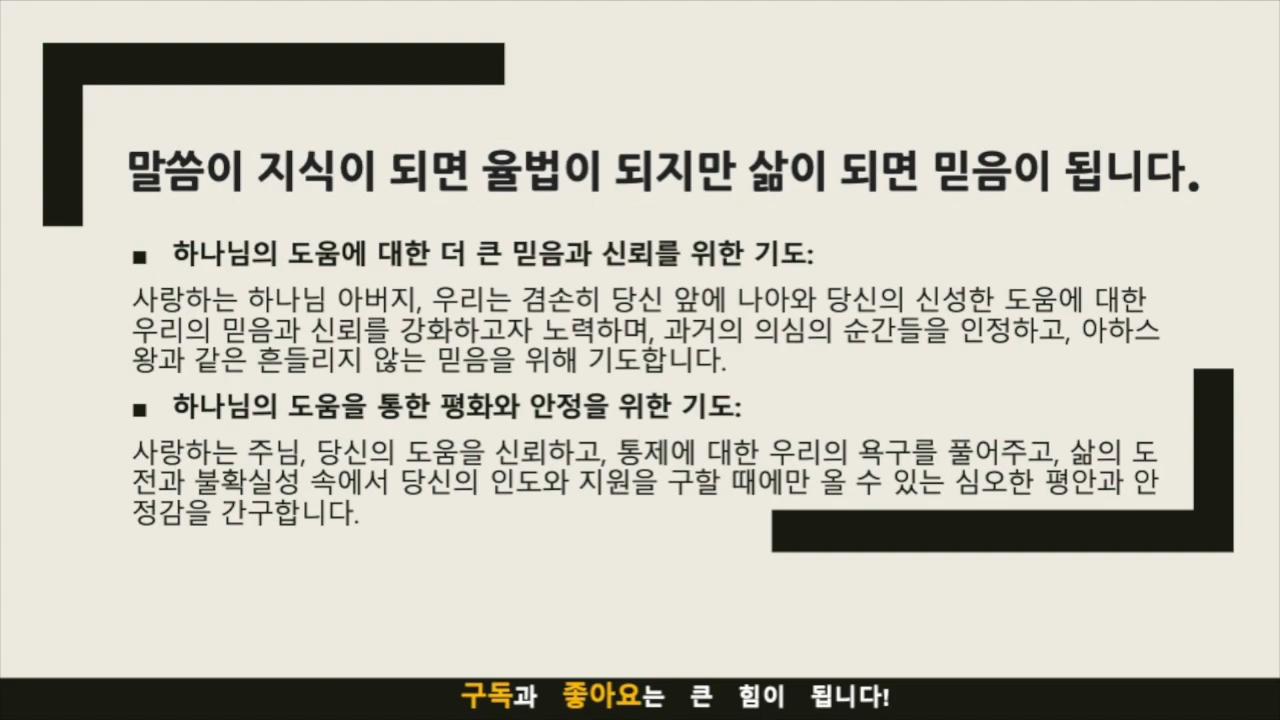 말씀이 지식이 되면 율법이 되지만 삶이 되면 믿음이 됩니다.
■ 하나님의 도움에 대한 더 큰 믿음과 신뢰를 위한 기도:
사랑하는 하나님 아버지, 우리는 겸손히 당신 앞에 나아와 당신의 신성한 도움에 대한
우리의 믿음과 신뢰를 강화하고자 노력하며, 과거의 의심의 순간들을 인정하고, 아하스
왕과 같은 흔들리지 않는 믿음을 위해 기도합니다.
■ 하나님의 도움을 통한 평화와 안정을 위한 기도:
사랑하는 주님, 당신의 도움을 신뢰하고, 통제에 대한 우리의 욕구를 풀어주고, 삶의 도
전과 불확실성 속에서 당신의 인도와 지원을 구할 때에만 올 수 있는 심오한 평안과 안
정감을 간구합니다.
구독과 좋아요는 큰 힘이 됩니다!